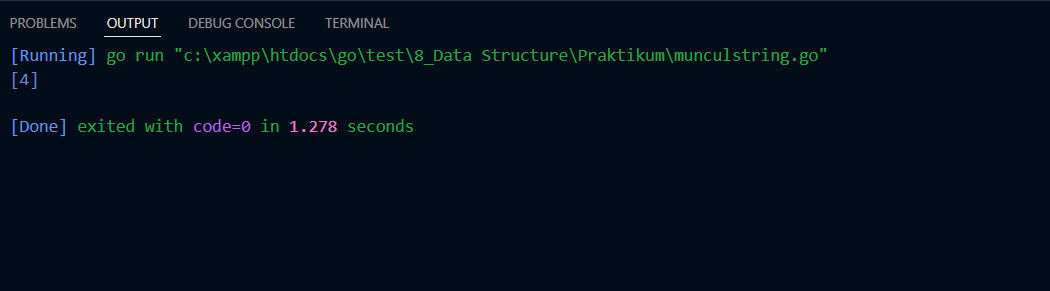 PROBLEMS OUTPUT DEBUG CONSOLE TERMINAL
[Running] go run "c:\xampp\htdocs\go\test\8_Data Structure\Praktikum\munculstring.go"
[4]
[Done] exited with code=0 in 1.278 seconds